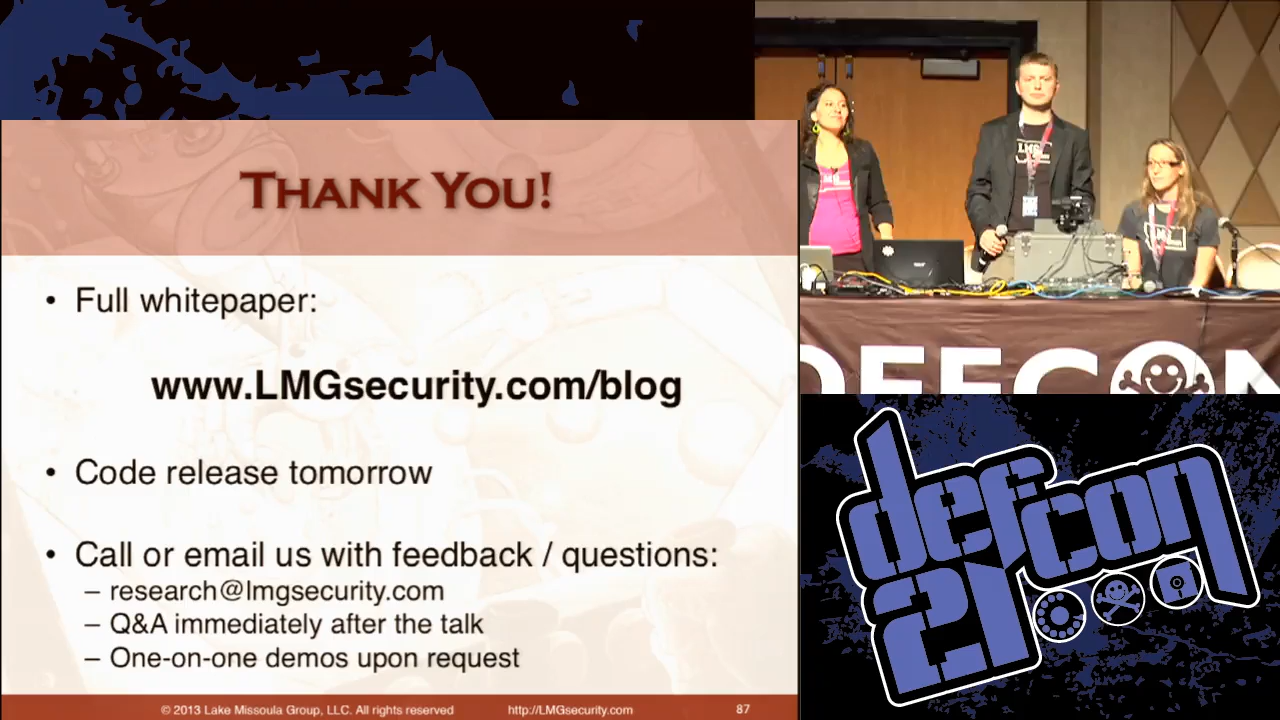 THANK YOU!
• Full whitepaper:
www.LMGsecurity.com/blog
• Code release tomorrow
• Call or email us with feedback / questions:
– research@lmgsecurity.com
– Q&A immediately after the talk
– One-on-one demos upon request
© 2013 Lake Missoula Group, LLC. All rights reserved
http://LMGsecurity.com
87
LMG
DEFCON
defcon
21